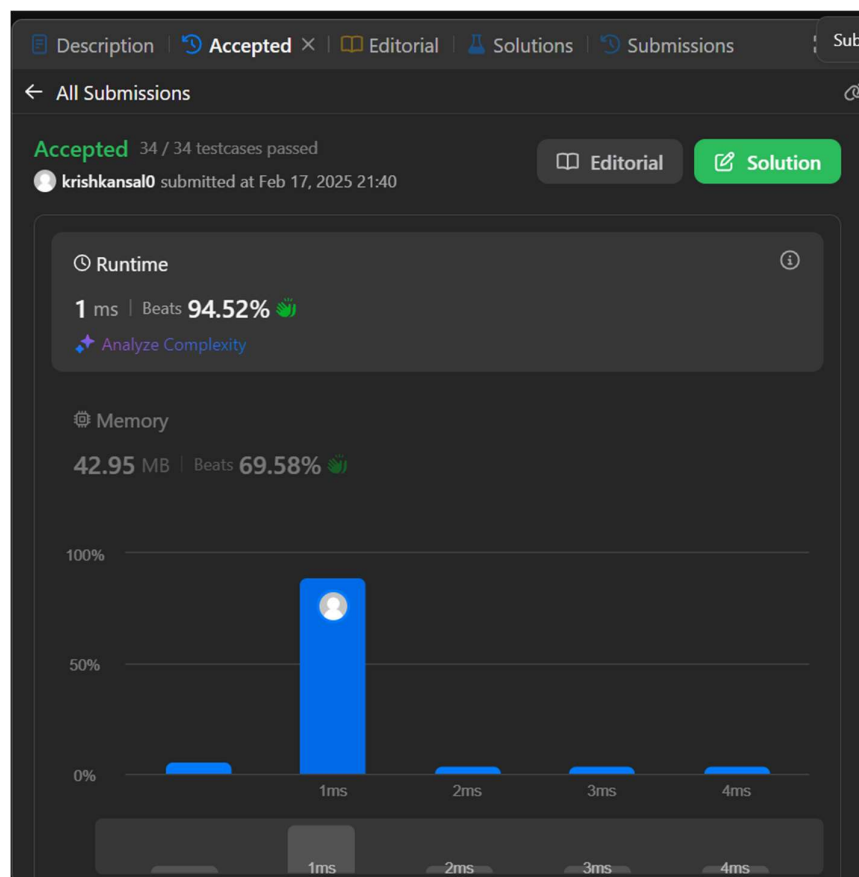 Description Accepted × Editorial Solutions Submissions
Sub
← All Submissions
Accepted 34 / 34 testcases passed
krishkansal0 submitted at Feb 17, 2025 21:40
Editorial
Solution
Runtime
1 ms Beats 94.52%
Analyze Complexity
Memory
42.95 MB Beats 69.58%
100%
50%
0%
1ms 2ms 3ms 4ms
1ms 2ms 3ms 4ms